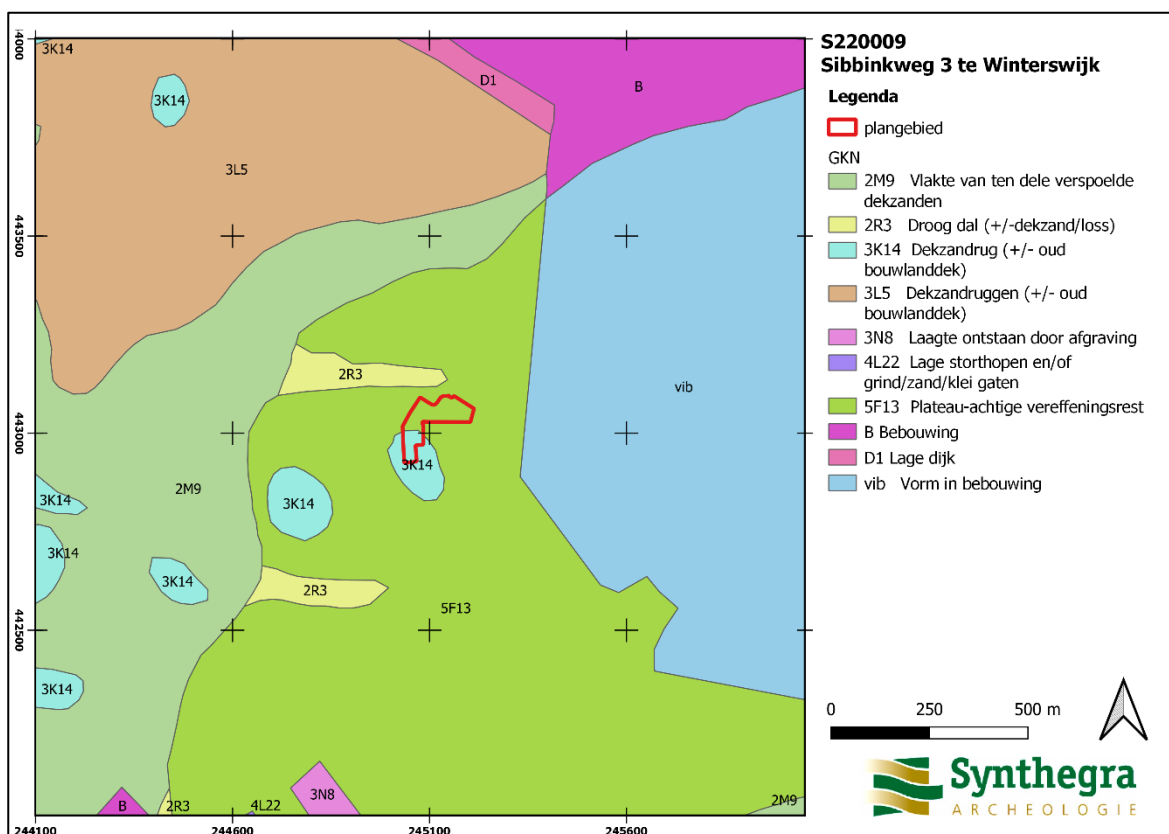 S220009
Sibbinkweg 3 te Winterswijk
Legenda
plangebied
GKN
2M9 Vlakte van ten dele verspoelde
dekzanden
2R3 Droog dal (+/-dekzand/loss)
3K14 Dekzandrug (+/- oud
bouwlanddek)
3L5 Dekzandruggen (+/- oud
bouwlanddek)
3N8 Laagte ontstaan door afgraving
4L22 Lage storthopen en/of
grind/zand/klei gaten
5F13 Plateau-achtige vereffeningsrest
B Bebouwing
D1 Lage dijk
vib Vorm in bebouwing
0 250 500 m
Synthegra
ARCHEOLOGIE
3K14
D1
B
3K14
3L5
443500
2R3
vib
443000
3K14
2M9
3K14
3K14
3K14
3K14
2R3
5F13
442500
3K14
3N8
B
2R3
4L22
2M9
244100
244600
245100
245600